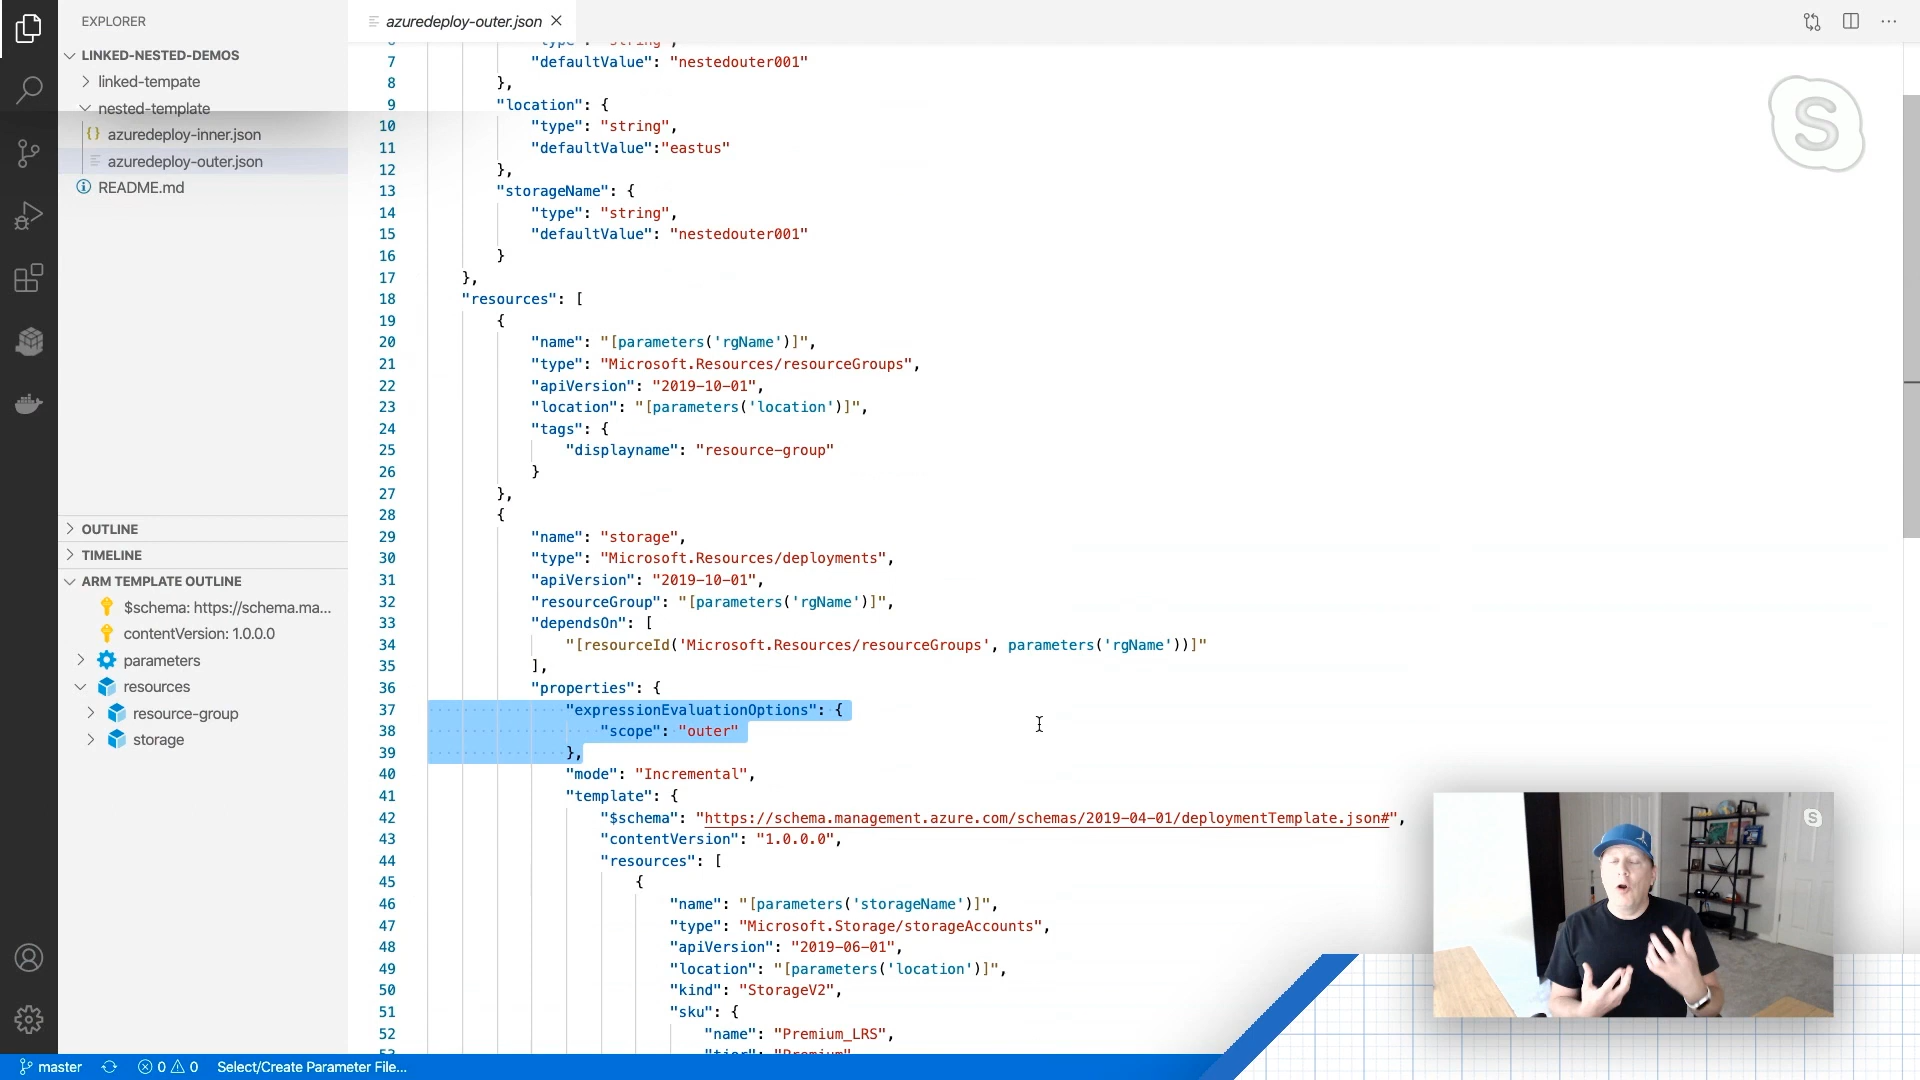 EXPLORER
LINKED-NESTED-DEMOS
linked-tempate
nested-template
{} azuredeploy-inner.json
azuredeploy-outer.json
README.md
OUTLINE
TIMELINE
ARM TEMPLATE OUTLINE
$schema: https://schema.ma...
contentVersion: 1.0.0.0
parameters
resources
resource-group
storage
azuredeploy-outer.json
7 "defaultValue": "nestedouter001"
8 },
9 "location": {
10 "type": "string",
11 "defaultValue":"eastus"
12 },
13 "storageName": {
14 "type": "string",
15 "defaultValue": "nestedouter001"
16 }
17 },
18 "resources": [
19 {
20 "name": "[parameters('rgName')]",
21 "type": "Microsoft.Resources/resourceGroups",
22 "apiVersion": "2019-10-01",
23 "location": "[parameters('location')]",
24 "tags": {
25 "displayname": "resource-group"
26 }
27 },
28 {
29 "name": "storage",
30 "type": "Microsoft.Resources/deployments",
31 "apiVersion": "2019-10-01",
32 "resourceGroup": "[parameters('rgName')]",
33 "dependsOn": [
34 "[resourceId('Microsoft.Resources/resourceGroups', parameters('rgName'))]"
35 ],
36 "properties": {
37 "expressionEvaluationOptions": {
38 "scope": "outer"
39 },
40 "mode": "Incremental",
41 "template": {
42 "$schema": "https://schema.management.azure.com/schemas/2019-04-01/deploymentTemplate.json#",
43 "contentVersion": "1.0.0.0",
44 "resources": [
45 {
46 "name": "[parameters('storageName')]",
47 "type": "Microsoft.Storage/storageAccounts",
48 "apiVersion": "2019-06-01",
49 "location": "[parameters('location')]",
50 "kind": "StorageV2",
51 "sku": {
52 "name": "Premium_LRS",
S
master
0
0
Select/Create Parameter File...